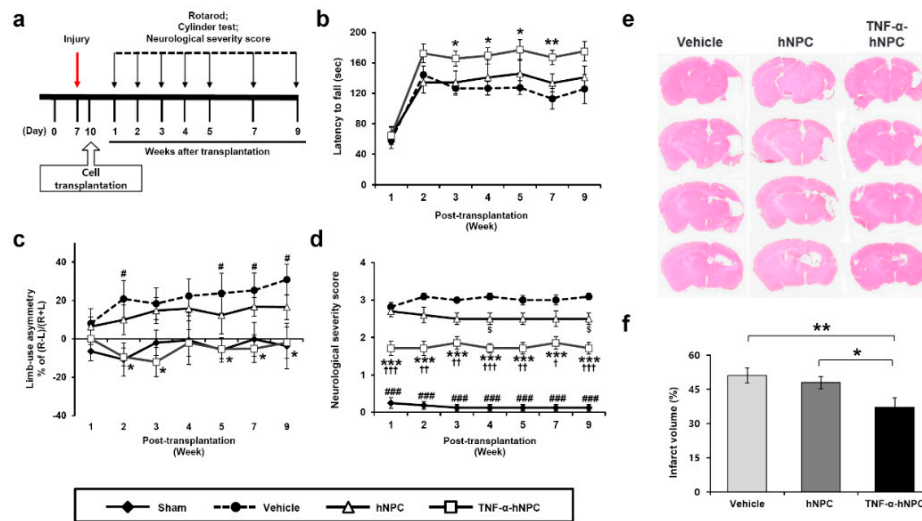 a
Rotarod;
Cylinder test;
Neurological severity score
Injury
(Day) 0 7 10 1 2 3 4 5 7 9
Weeks after transplantation
Cell
transplantation
b
Latency to fall (sec)
200
160
120
80
40
0
* * * **
1 2 3 4 5 7 9
Post-transplantation
(Week)
c
Limb-use asymmetry
% of (R-L)/(R+L)
40
20
0
-20
-40
# # # #
* * * *
1 2 3 4 5 7 9
Post-transplantation
(Week)
d
Neurological severity score
4
3
2
1
0
$ $
*** *** *** *** *** *** ***
††† †† †† ††† †† † †††
### ### ### ### ### ### ###
1 2 3 4 5 7 9
Post-transplantation
(Week)
Sham Vehicle hNPC TNF-α-hNPC
e
Vehicle hNPC TNF-α-
hNPC
f
**
*
Infarct volume (%)
60
45
30
15
0
Vehicle hNPC TNF-α-hNPC